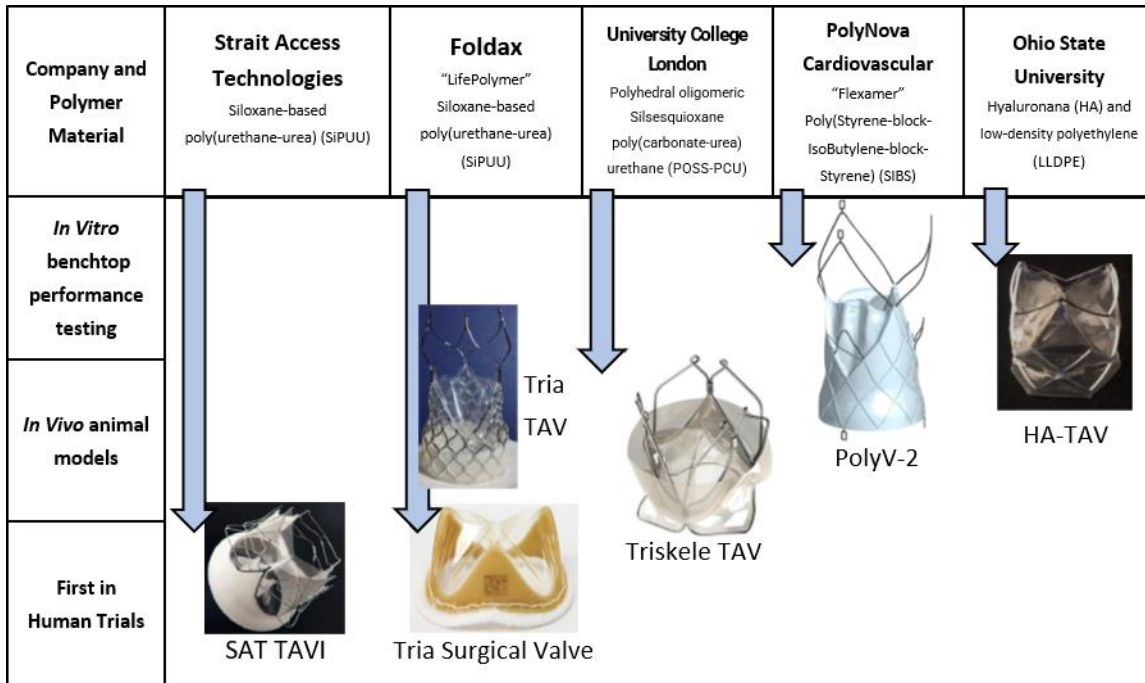 Company and
Polymer
Material
Strait Access
Technologies
Siloxane-based
poly(urethane-urea) (SiPUU)
Foldax
“LifePolymer”
Siloxane-based
poly(urethane-urea)
(SiPUU)
University College
London
Polyhedral oligomeric
Silsesquioxane
poly(carbonate-urea)
urethane (POSS-PCU)
PolyNova
Cardiovascular
“Flexamer”
Poly(Styrene-block-
IsoButylene-block-
Styrene) (SIBS)
Ohio State
University
Hyaluronana (HA) and
low-density polyethylene
(LLDPE)
In Vitro
benchtop
performance
testing
In Vivo animal
models
First in
Human Trials
SAT TAVI
Tria
TAV
Tria Surgical Valve
Triskele TAV
PolyV-2
HA-TAV